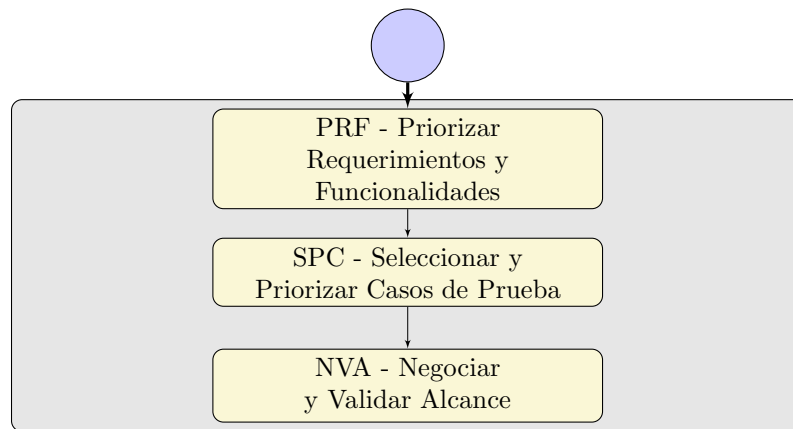 PRF - Priorizar
Requerimientos y
Funcionalidades
SPC - Seleccionar y
Priorizar Casos de Prueba
NVA - Negociar
y Validar Alcance